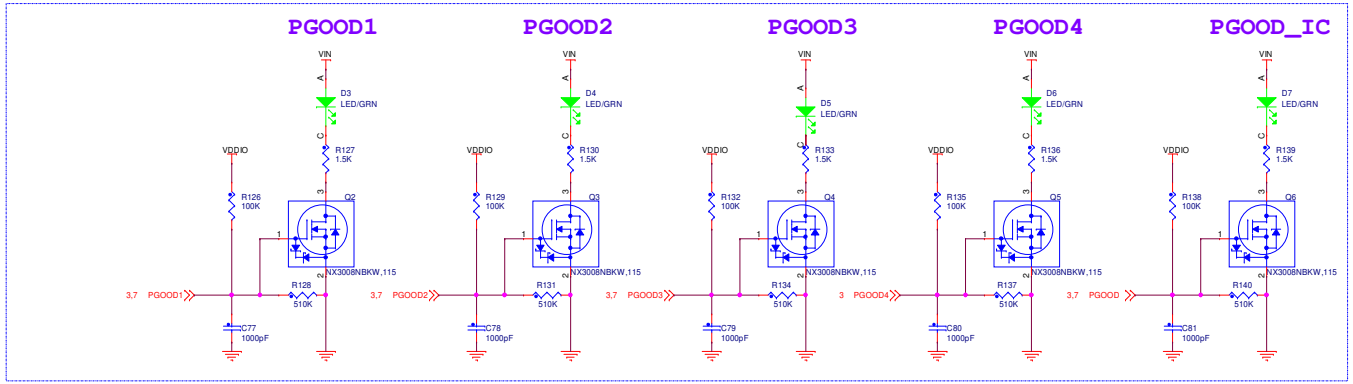 PGOOD1
PGOOD2
PGOOD3
PGOOD4
PGOOD_IC
VIN
A
D3
LED/GRN
C
R127
1.5K
VDDIO
R126
100K
3
Q2
1
2
NX3008NBKW,115
3,7 PGOOD1
R128
510K
C77
1000pF
VIN
A
D4
LED/GRN
C
R130
1.5K
VDDIO
R129
100K
3
Q3
1
2
NX3008NBKW,115
3,7 PGOOD2
R131
510K
C78
1000pF
VIN
A
D5
LED/GRN
C
R133
1.5K
VDDIO
R132
100K
3
Q4
1
2
NX3008NBKW,115
3,7 PGOOD3
R134
510K
C79
1000pF
VIN
A
D6
LED/GRN
C
R136
1.5K
VDDIO
R135
100K
3
Q5
1
2
NX3008NBKW,115
3 PGOOD4
R137
510K
C80
1000pF
VIN
A
D7
LED/GRN
C
R139
1.5K
VDDIO
R138
100K
3
Q6
1
2
NX3008NBKW,115
3,7 PGOOD
R140
510K
C81
1000pF